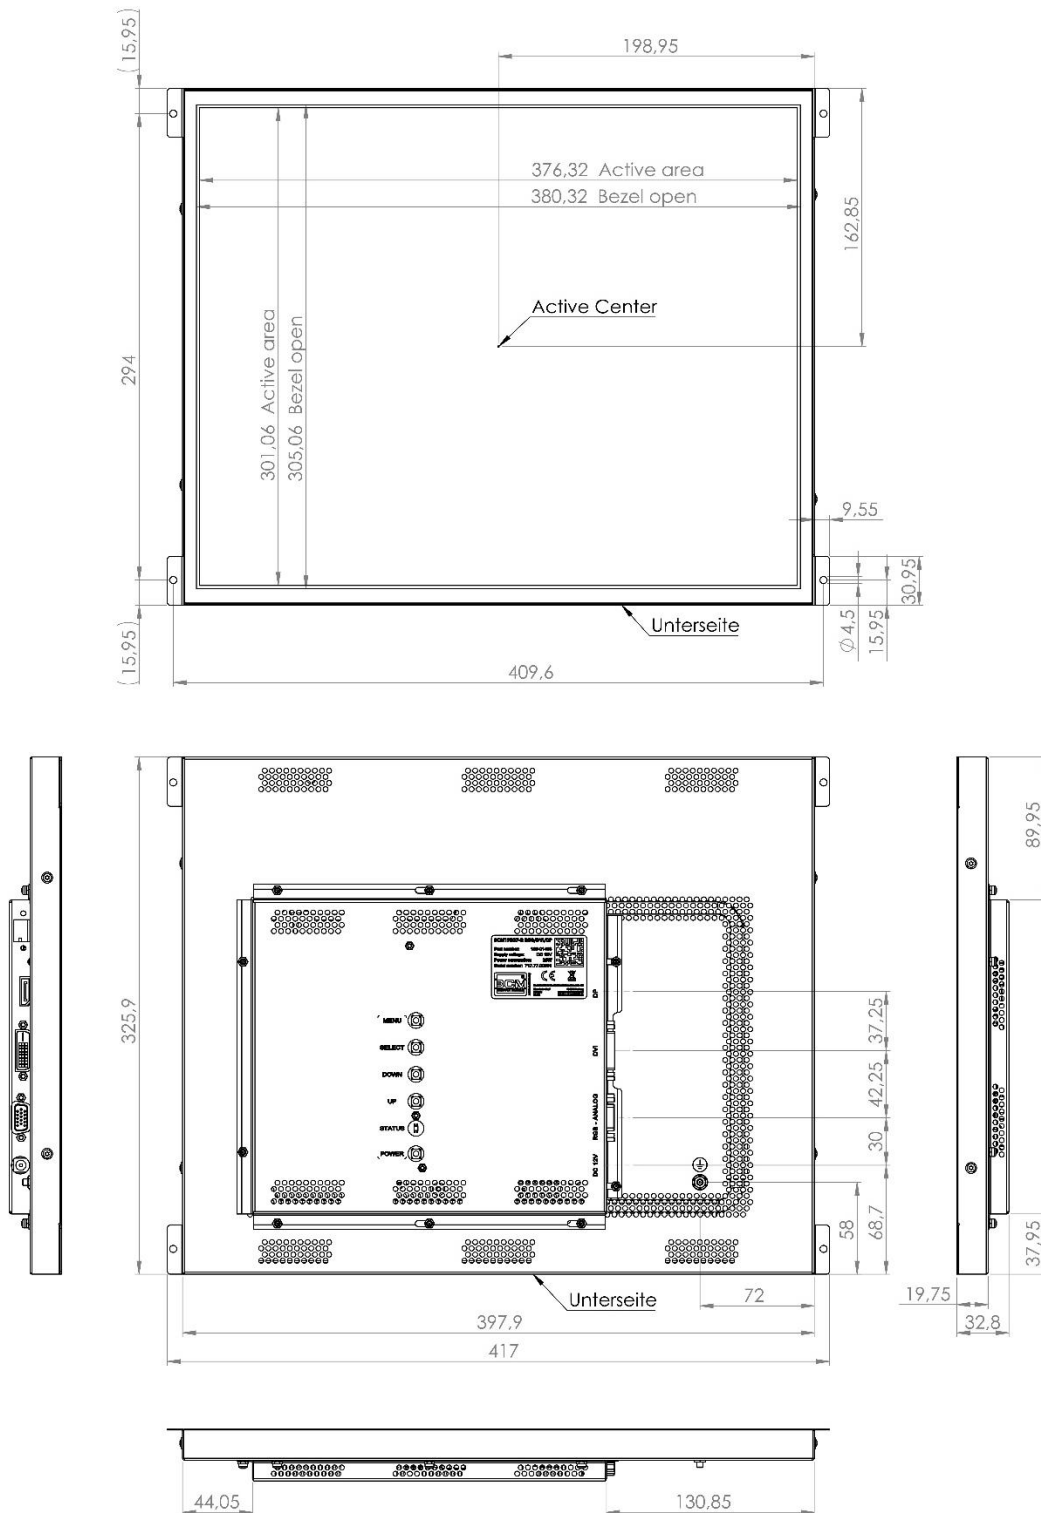 (15,95)
198,95
376,32 Active area
380,32 Bezel open
162,85
Active Center
294
301,06 Active area
305,06 Bezel open
9,55
30,95
Ø 4,5
15,95
(15,95)
Unterseite
409,6
89,95
325,9
DP
MENU
SELECT
DVI
DOWN
UP
STATUS
RGB - ANALOG
POWER
DC 12V
37,25
42,25
30
58
68,7
37,95
72
Unterseite
19,75
32,8
397,9
417
44,05
130,85